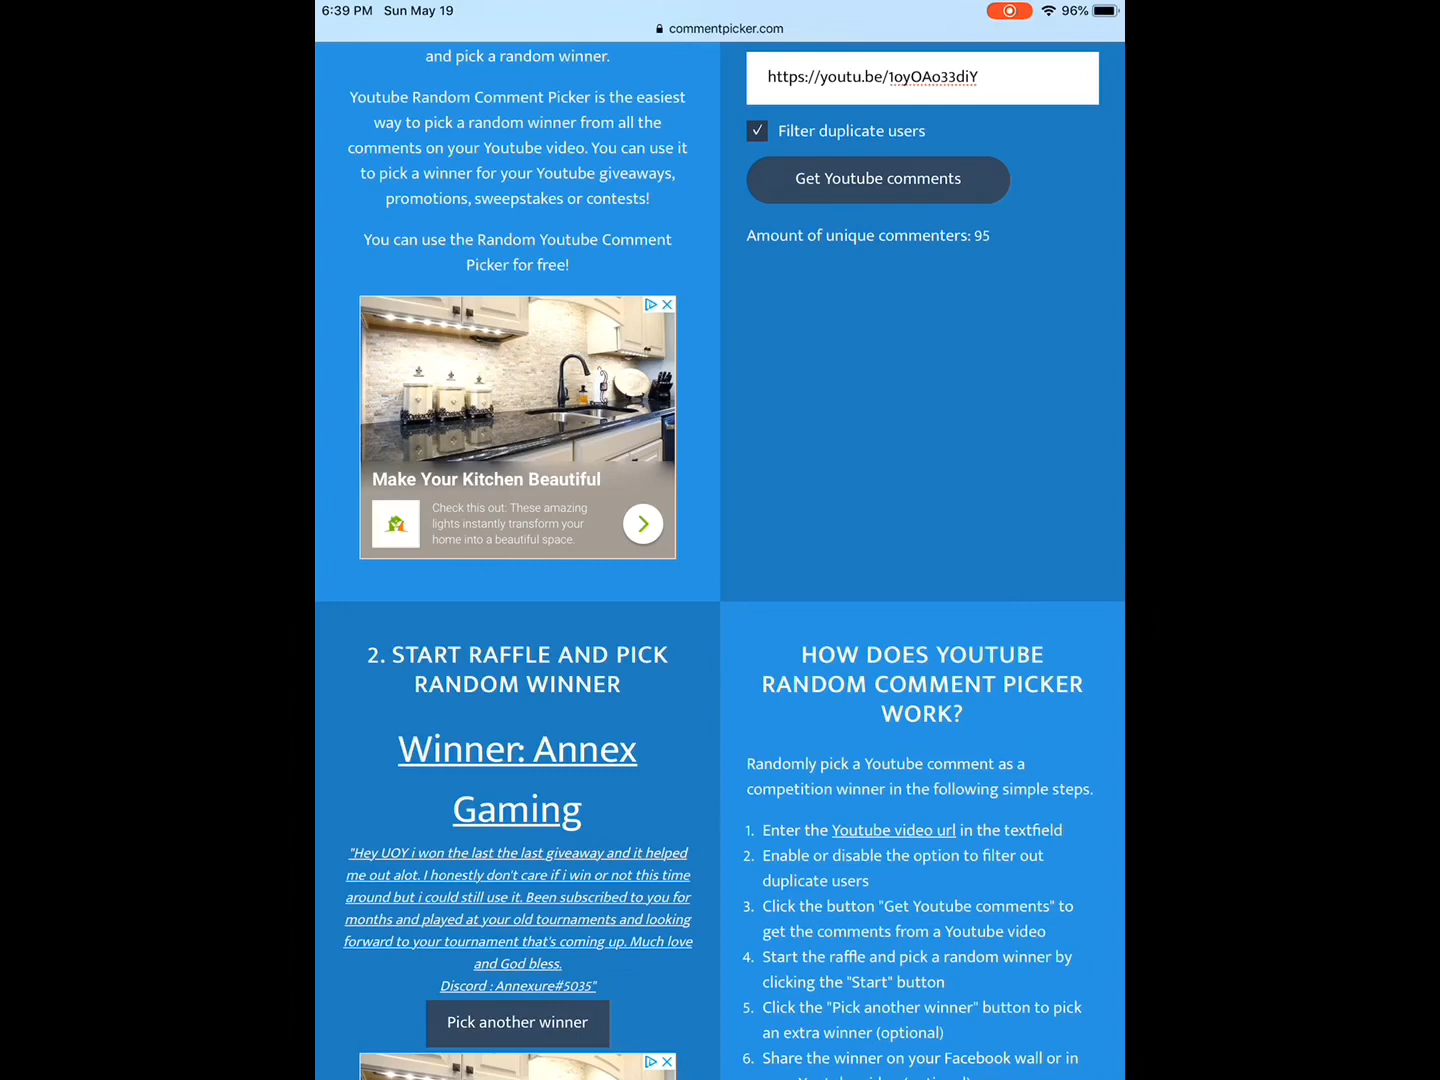 6:39 PM Sun May 19
96%
commentpicker.com
and pick a random winner.
Youtube Random Comment Picker is the easiest
way to pick a random winner from all the
comments on your Youtube video. You can use it
to pick a winner for your Youtube giveaways,
promotions, sweepstakes or contests!
You can use the Random Youtube Comment
Picker for free!
Make Your Kitchen Beautiful
Check this out: These amazing
lights instantly transform your
home into a beautiful space.
https://youtu.be/1oyOAo33diY
Filter duplicate users
Get Youtube comments
Amount of unique commenters: 95
2. START RAFFLE AND PICK
RANDOM WINNER
Winner: Annex
Gaming
"Hey UOY i won the last the last giveaway and it helped
me out alot. I honestly don't care if i win or not this time
around but i could still use it. Been subscribed to you for
months and played at your old tournaments and looking
forward to your tournament that's coming up. Much love
and God bless.
Discord : Annexure#5035"
Pick another winner
HOW DOES YOUTUBE
RANDOM COMMENT PICKER
WORK?
Randomly pick a Youtube comment as a
competition winner in the following simple steps.
1. Enter the Youtube video url in the textfield
2. Enable or disable the option to filter out
duplicate users
3. Click the button "Get Youtube comments" to
get the comments from a Youtube video
4. Start the raffle and pick a random winner by
clicking the "Start" button
5. Click the "Pick another winner" button to pick
an extra winner (optional)
6. Share the winner on your Facebook wall or in